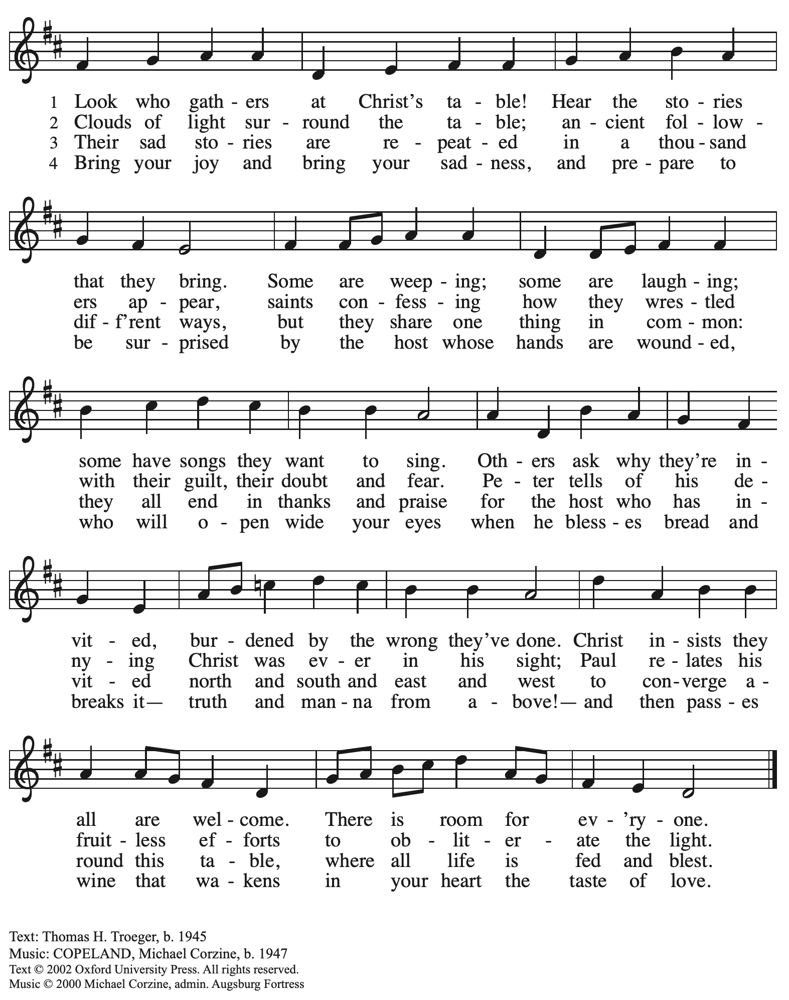 1 Look who gath - ers at Christ’s ta - ble! Hear the sto - ries
2 Clouds of light sur - round the ta - ble; an - cient fol - low -
3 Their sad sto - ries are re - peat - ed in a thou - sand
4 Bring your joy and bring your sad - ness, and pre - pare to
that they bring. Some are weep - ing; some are laugh - ing;
ers ap - pear, saints con - fess - ing how they wres - tled
dif - f’rent ways, but they share one thing in com - mon:
be sur - prised by the host whose hands are wound - ed,
some have songs they want to sing. Oth - ers ask why they’re in -
with their guilt, their doubt and fear. Pe - ter tells of his de -
they all end in thanks and praise for the host who has in -
who will o - pen wide your eyes when he bless - es bread and
vit - ed, bur - dened by the wrong they’ve done. Christ in - sists they
ny - ing Christ was ev - er in his sight; Paul re - lates his
vit - ed north and south and east and west to con - verge a -
breaks it— truth and man - na from a - bove!— and then pass - es
all are wel - come. There is room for ev - ’ry - one.
fruit - less ef - forts to ob - lit - er - ate the light.
round this ta - ble, where all life is fed and blest.
wine that wa - kens in your heart the taste of love.
Text: Thomas H. Troeger, b. 1945
Music: COPELAND, Michael Corzine, b. 1947
Text © 2002 Oxford University Press. All rights reserved.
Music © 2000 Michael Corzine, admin. Augsburg Fortress